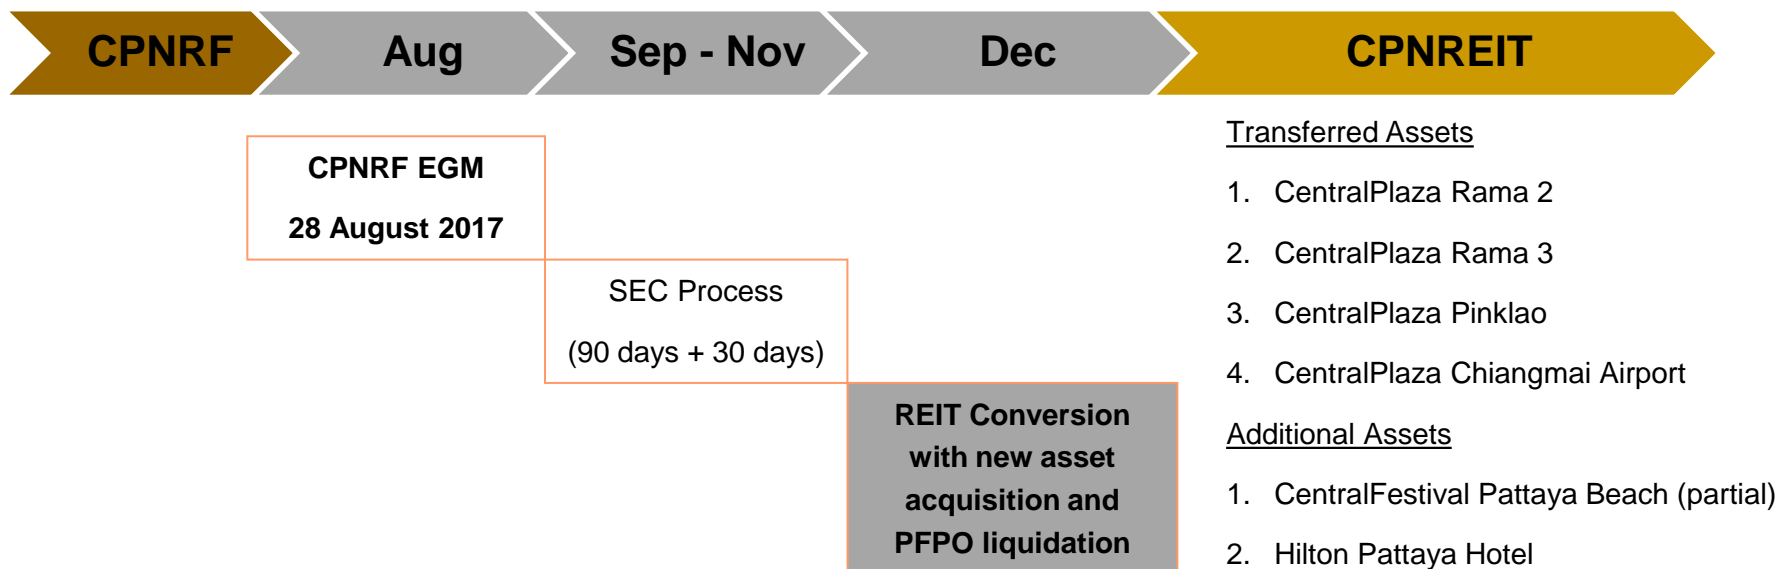 CPNRF
Aug
Sep - Nov
Dec
CPNREIT
CPNRF EGM
28 August 2017
SEC Process
(90 days + 30 days)
REIT Conversion
with new asset
acquisition and
PFPO liquidation
Transferred Assets
1. CentralPlaza Rama 2
2. CentralPlaza Rama 3
3. CentralPlaza Pinklao
4. CentralPlaza Chiangmai Airport
Additional Assets
1. CentralFestival Pattaya Beach (partial)
2. Hilton Pattaya Hotel